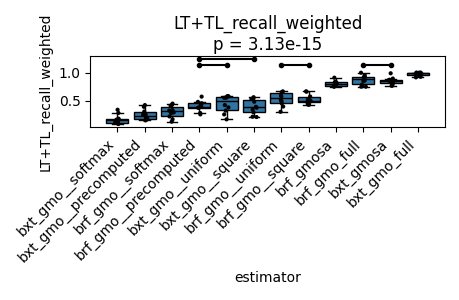 LT+TL_recall_weighted
p = 3.13e-15
LT+TL_recall_weighted
1.0
0.5
bxt_gmo__softmax
bxt_gmo__precomputed
brf_gmo__softmax
brf_gmo__precomputed
bxt_gmo__uniform
bxt_gmo__square
brf_gmo__uniform
brf_gmo__square
brf_gmosa
brf_gmo_full
bxt_gmosa
bxt_gmo_full
estimator